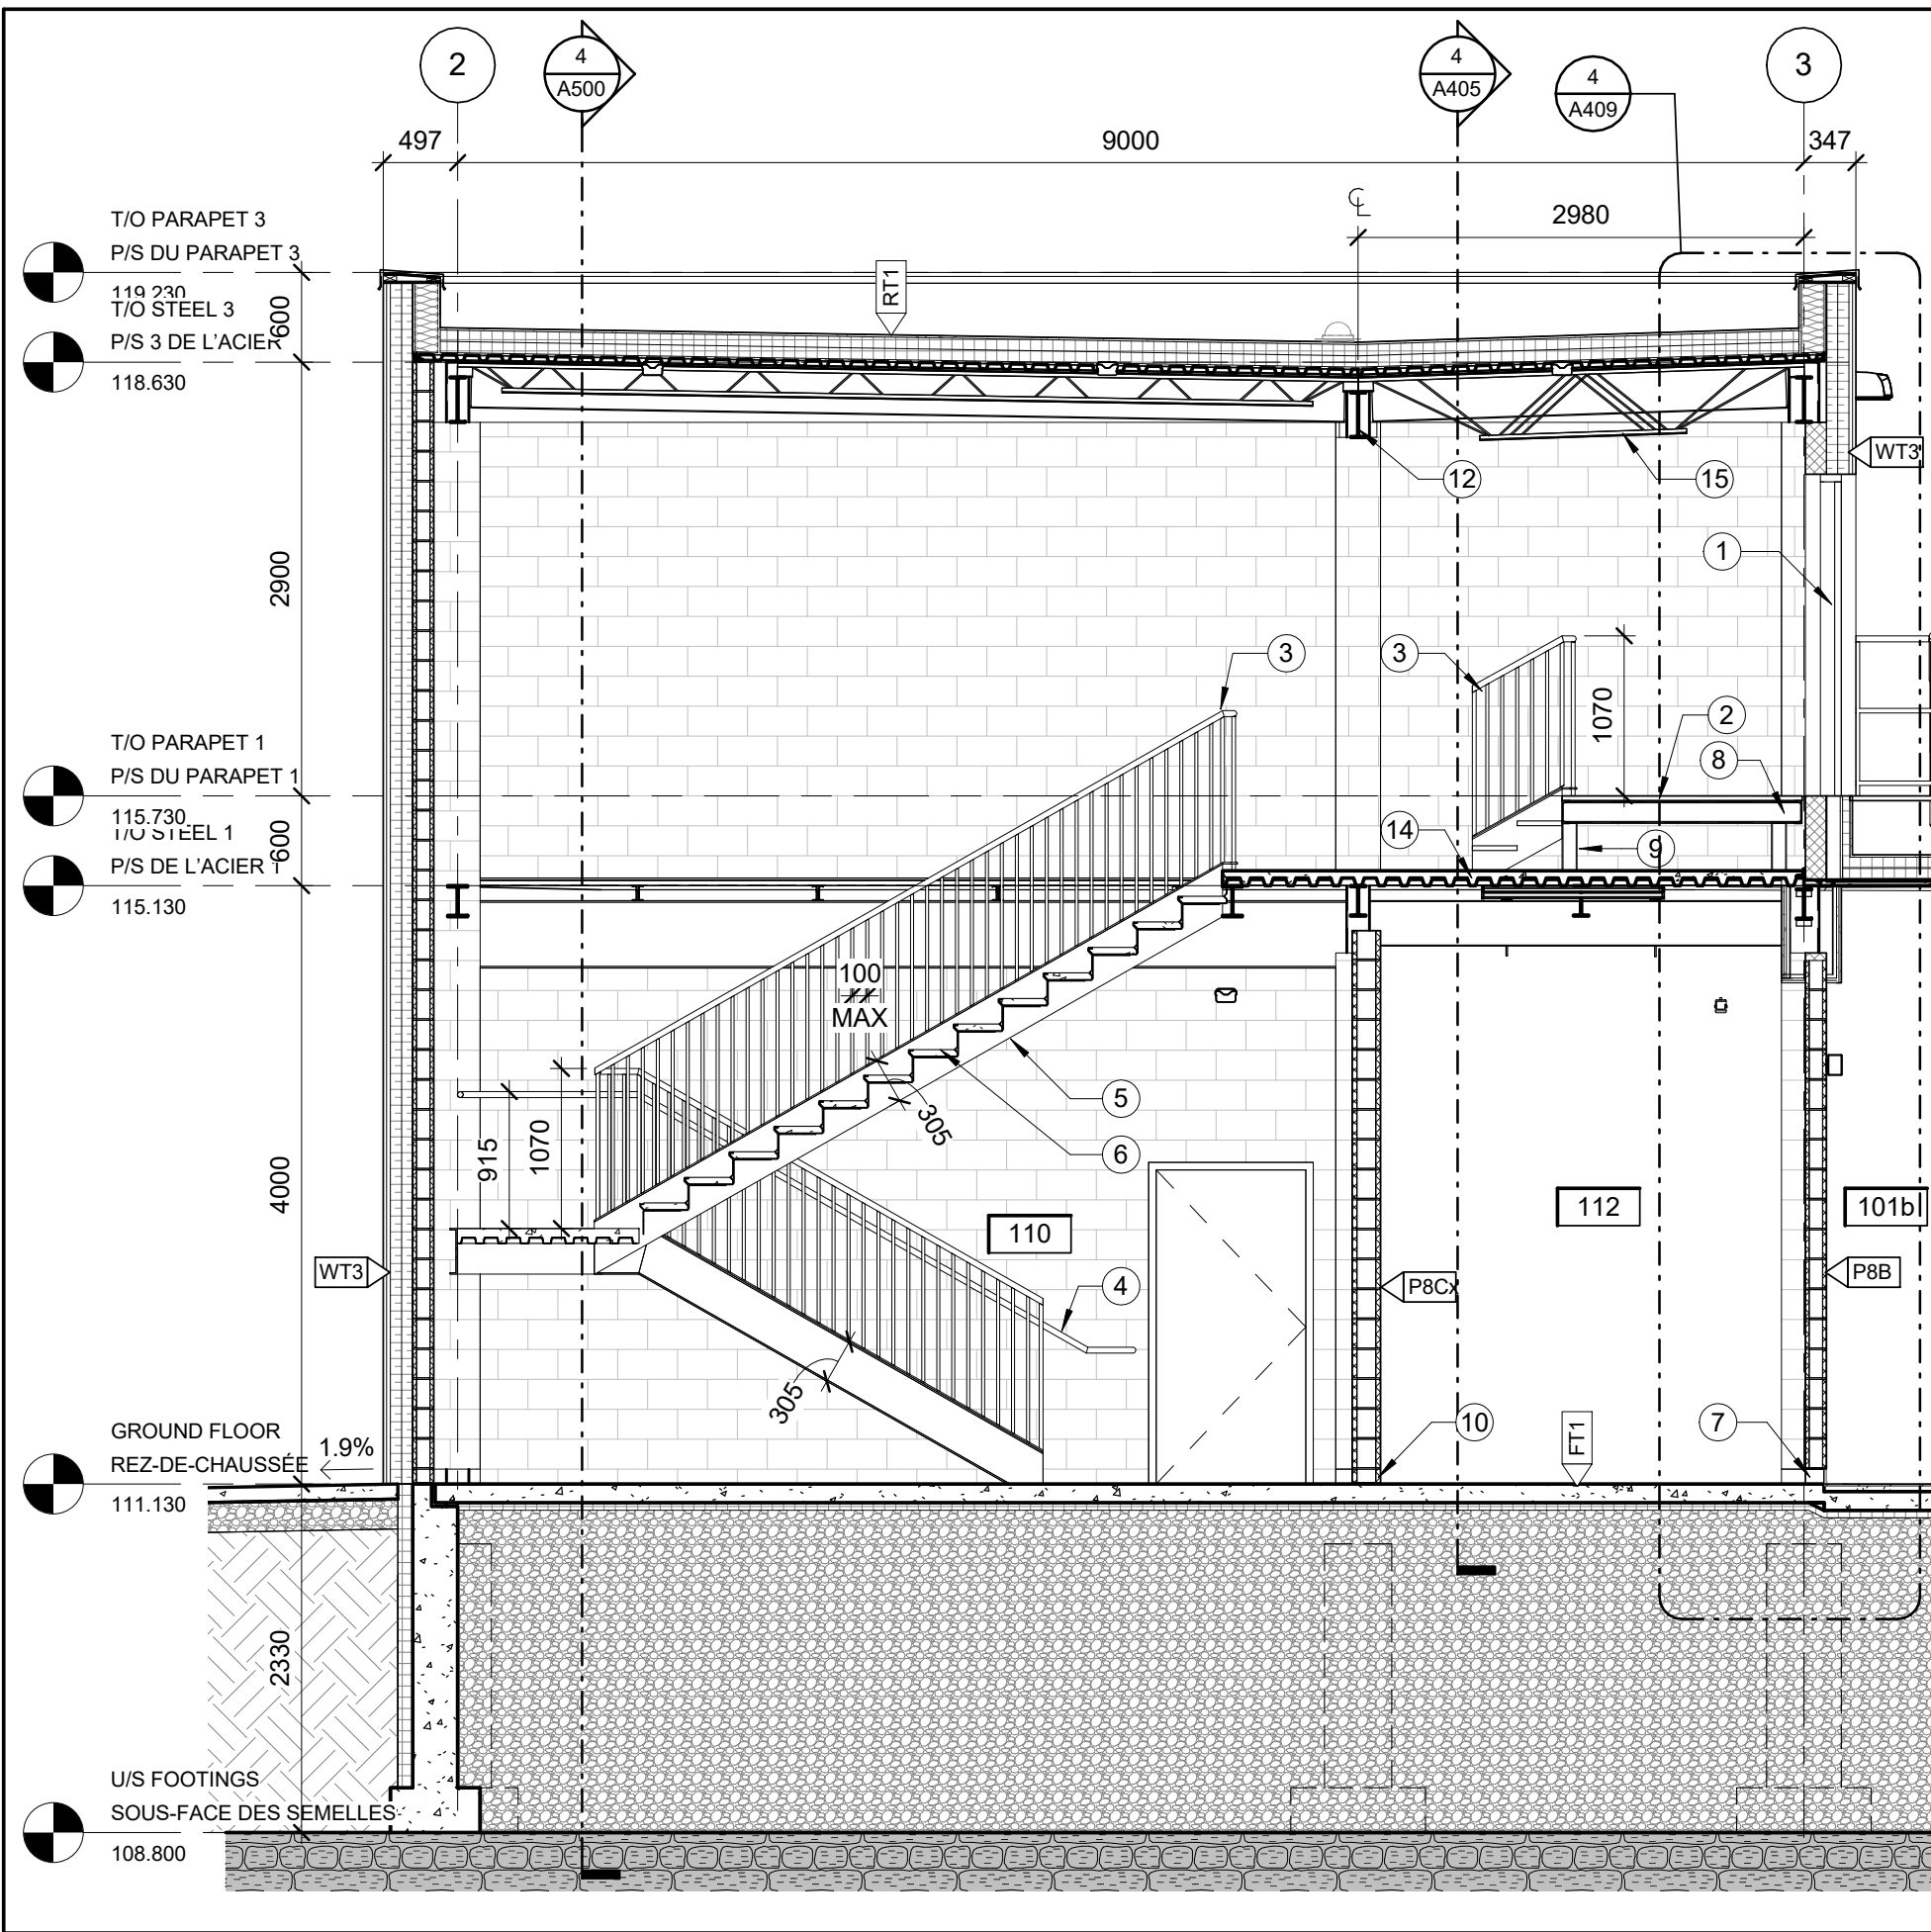 2
4
A500
4
A405
4
A409
3
497
9000
347
2980
T/O PARAPET 3
P/S DU PARAPET 3
119.230
T/O STEEL 3
P/S 3 DE L'ACIER
118.630
600
RT1
WT3
12
15
1
2900
3
3
1070
2
8
T/O PARAPET 1
P/S DU PARAPET 1
115.730
T/O STEEL 1
P/S DE L'ACIER 1
115.130
600
14
9
100
MAX
305
5
6
915
1070
4000
110
112
101b
WT3
4
P8Cx
P8B
305
GROUND FLOOR
REZ-DE-CHAUSSÉE
111.130
1.9%
10
FT1
7
2330
U/S FOOTINGS
SOUS-FACE DES SEMELLES
108.800